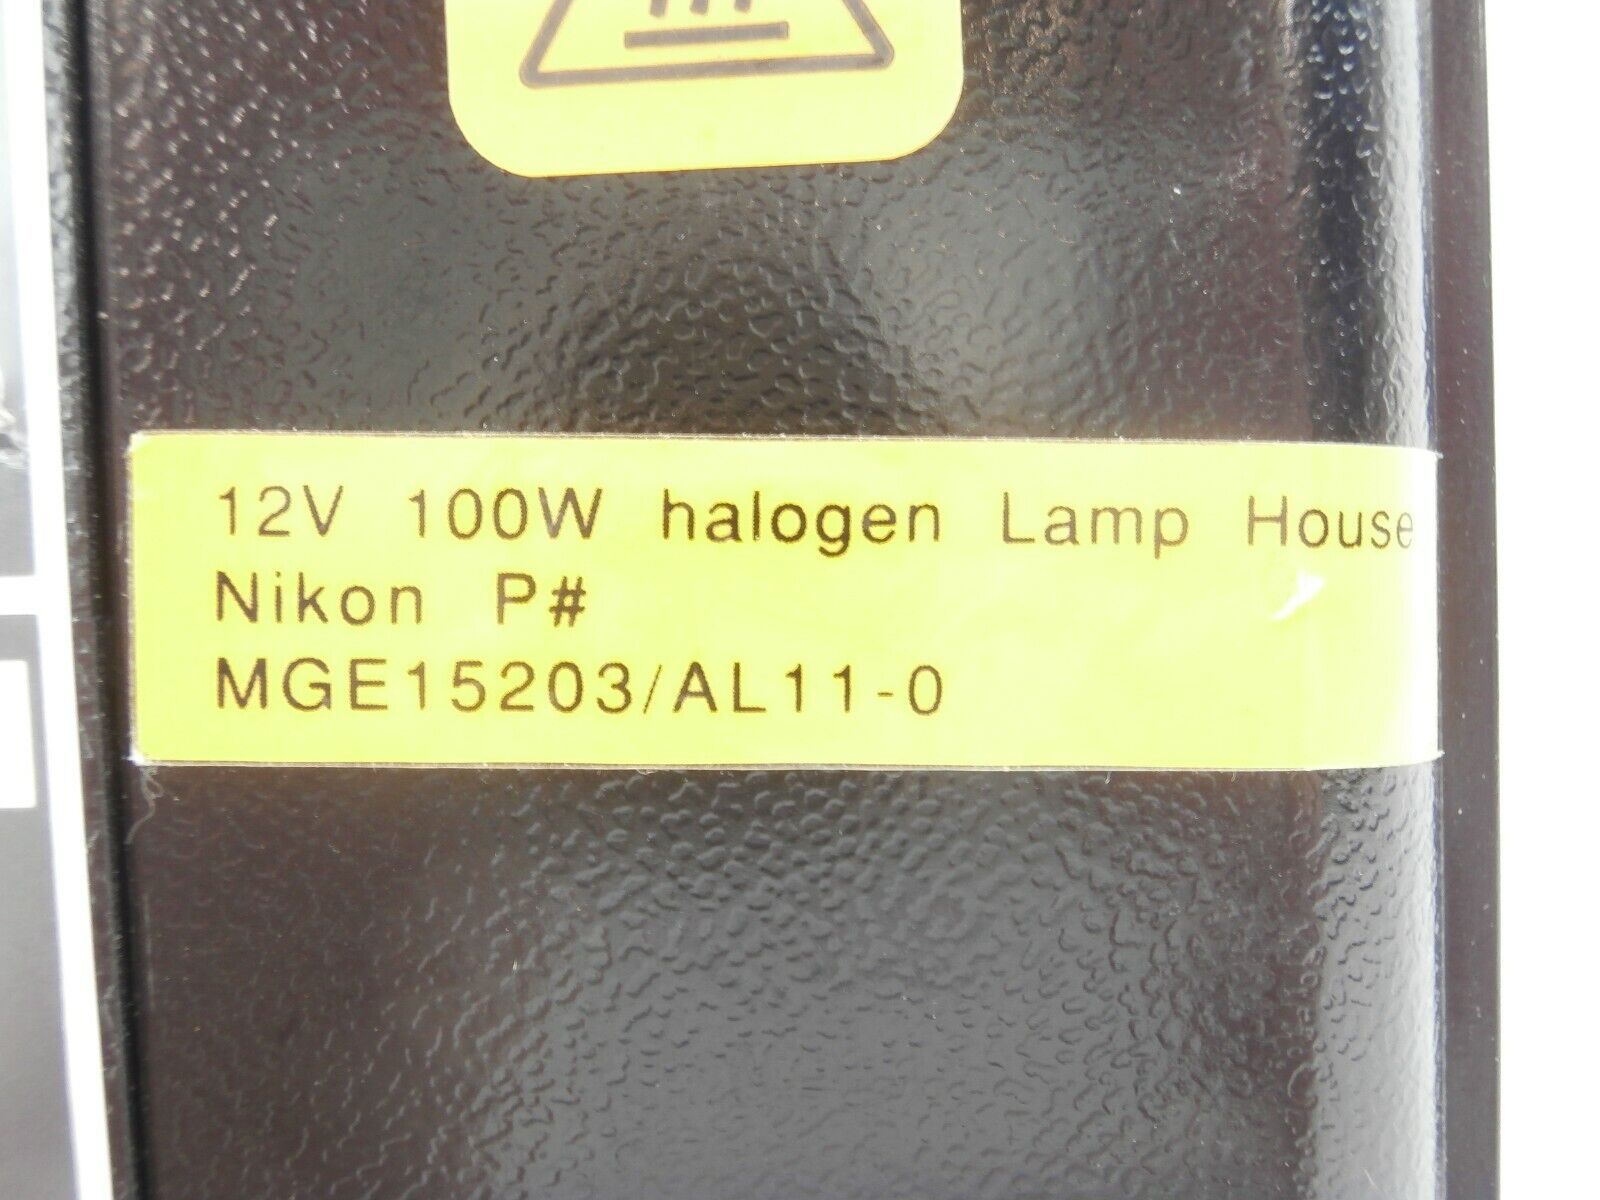 12V 100W halogen Lamp House
Nikon P#
MGE15203/AL11-0